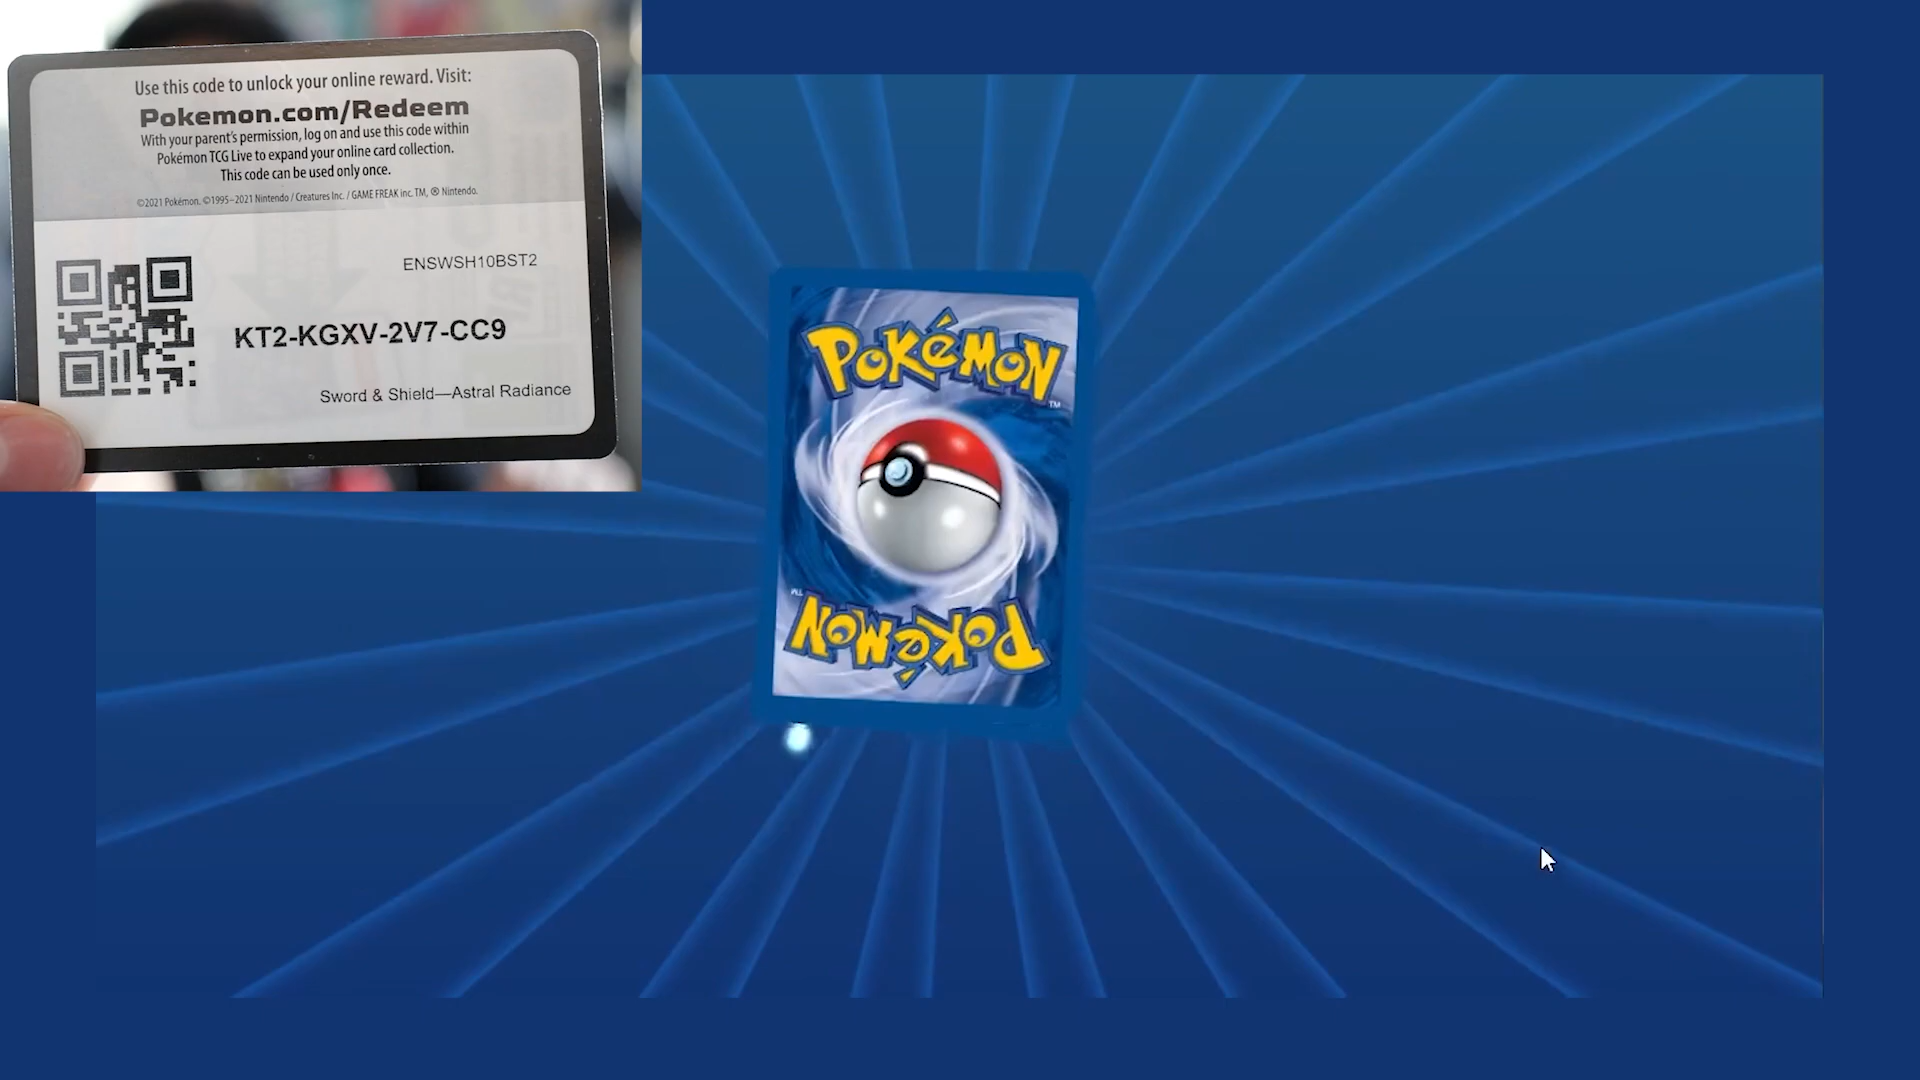 Use this code to unlock your online reward. Visit:
Pokemon.com/Redeem
With your parent's permission, log on and use this code within
Pokémon TCG Live to expand your online card collection.
This code can be used only once.
©2021 Pokémon. ©1995–2021 Nintendo / Creatures Inc. / GAME FREAK inc. TM, ® Nintendo.
ENSWSH10BST2
KT2-KGXV-2V7-CC9
Sword & Shield—Astral Radiance
POKéMON
TM
TM
POKéMON